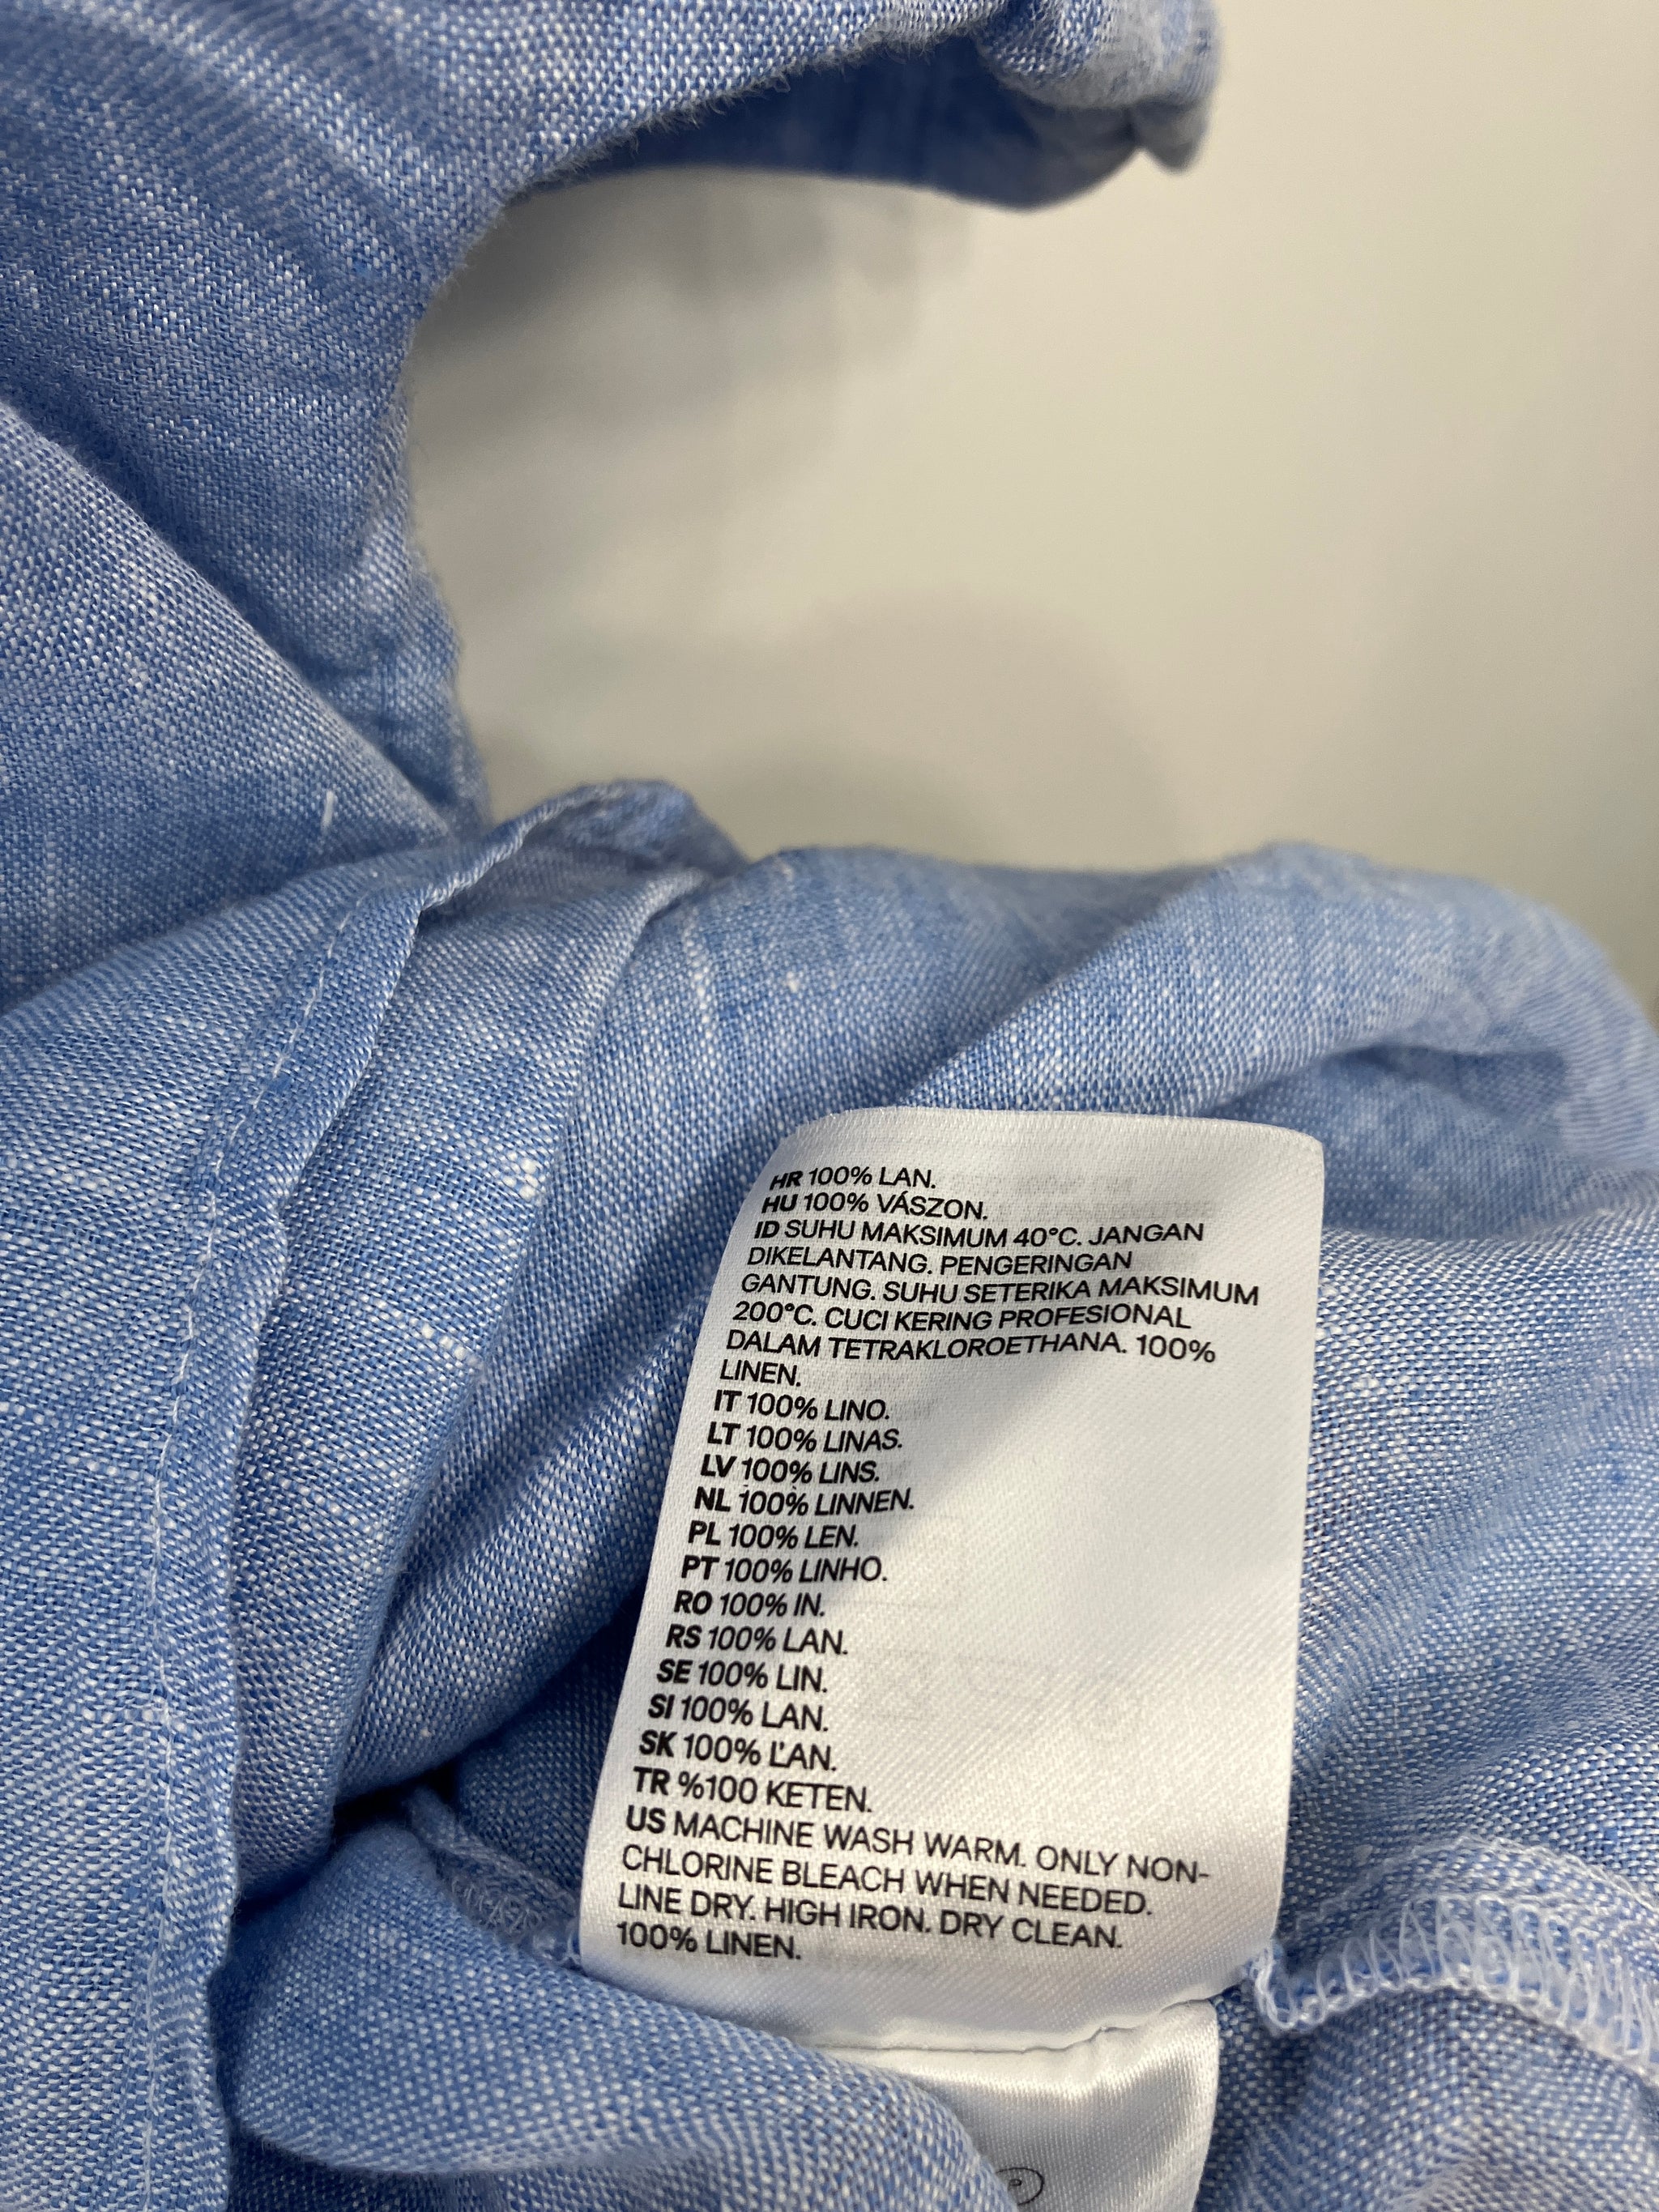 HR 100% LAN.
HU 100% VÁSZON.
ID SUHU MAKSIMUM 40°C. JANGAN
DIKELANTANG. PENGERINGAN
GANTUNG. SUHU SETERIKA MAKSIMUM
200°C. CUCI KERING PROFESIONAL
DALAM TETRAKLOROETHANA. 100%
LINEN.
IT 100% LINO.
LT 100% LINAS.
LV 100% LINS.
NL 100% LINNEN.
PL 100% LEN.
PT 100% LINHO.
RO 100% IN.
RS 100% LAN.
SE 100% LIN.
SI 100% LAN.
SK 100% ĽAN.
TR %100 KETEN.
US MACHINE WASH WARM. ONLY NON-
CHLORINE BLEACH WHEN NEEDED.
LINE DRY. HIGH IRON. DRY CLEAN.
100% LINEN.